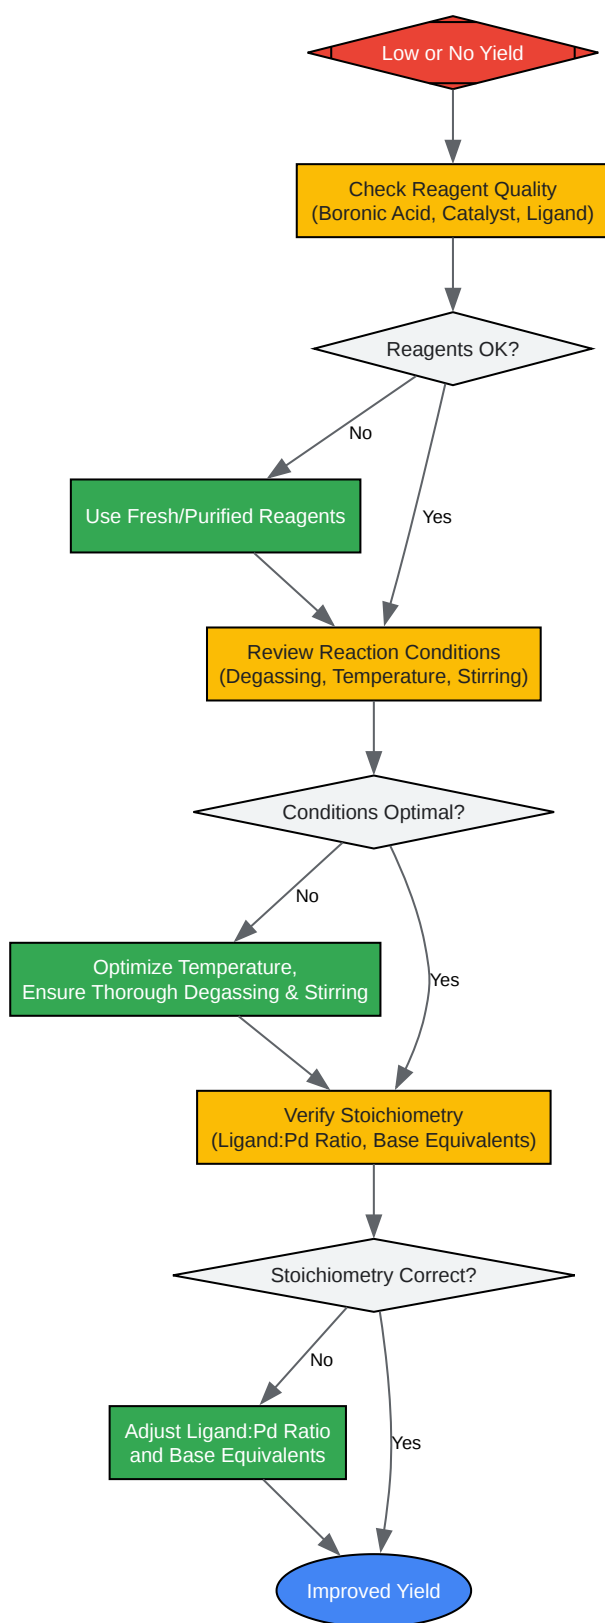 Low or No Yield
Check Reagent Quality
(Boronic Acid, Catalyst, Ligand)
Reagents OK?
No
Yes
Use Fresh/Purified Reagents
Review Reaction Conditions
(Degassing, Temperature, Stirring)
Conditions Optimal?
No
Yes
Optimize Temperature,
Ensure Thorough Degassing & Stirring
Verify Stoichiometry
(Ligand:Pd Ratio, Base Equivalents)
Stoichiometry Correct?
No
Yes
Adjust Ligand:Pd Ratio
and Base Equivalents
Improved Yield